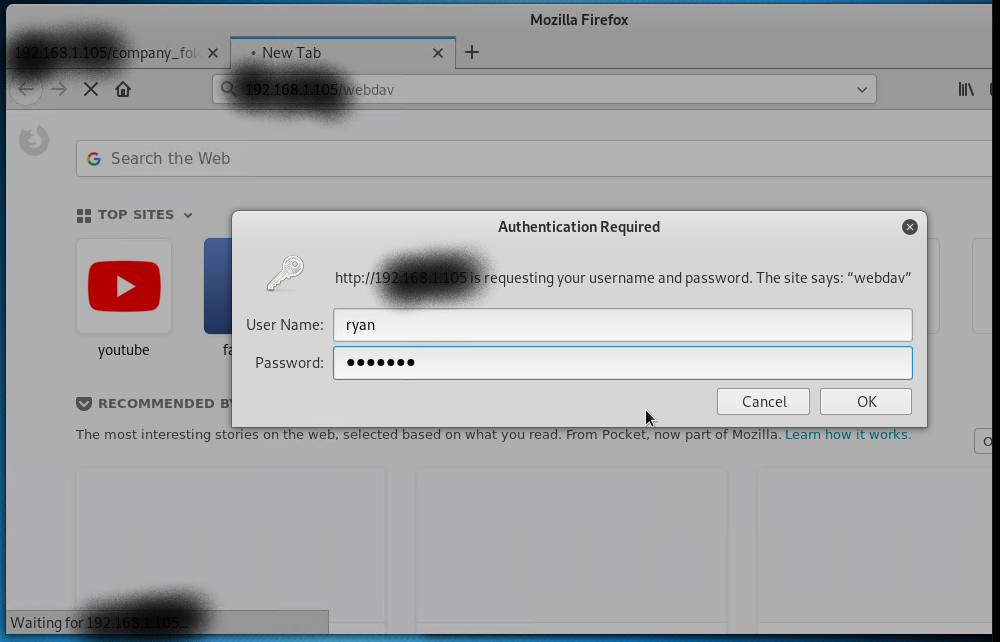 Mozilla Firefox
192.168.1.105/company_fol
New Tab
192.168.1.105/webdav
Search the Web
TOP SITES
youtube
fa
Authentication Required
http://192.168.1.105 is requesting your username and password. The site says: “webdav”
User Name: ryan
Password: •••••••
Cancel OK
RECOMMENDED BY
The most interesting stories on the web, selected based on what you read. From Pocket, now part of Mozilla. Learn how it works.
Waiting for 192.168.1.105...